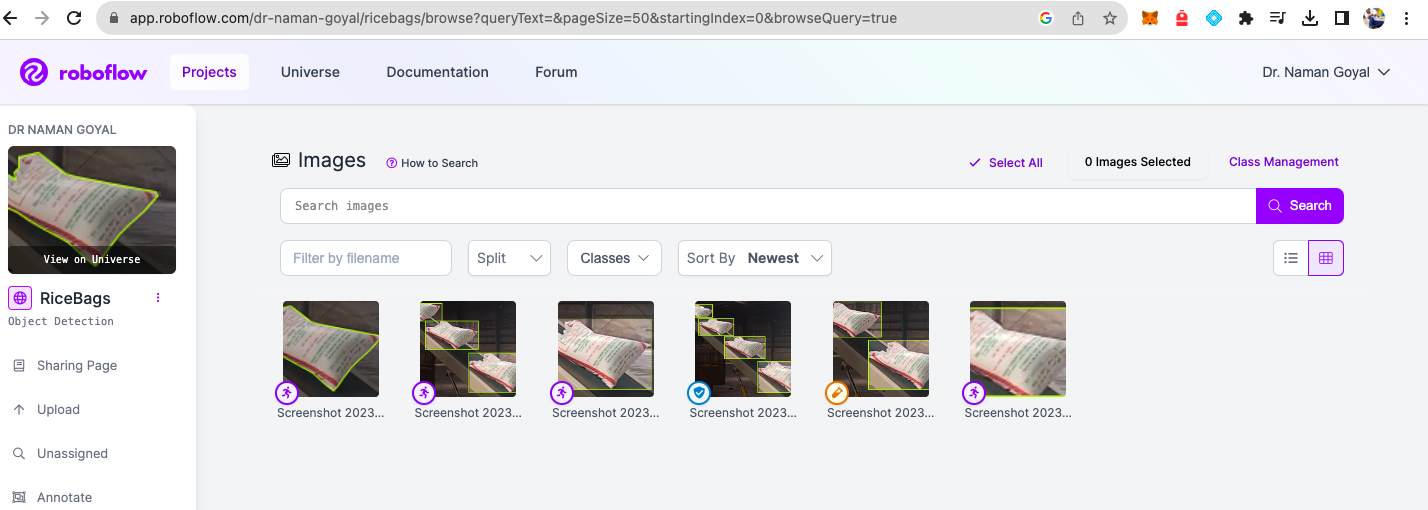 app.roboflow.com/dr-naman-goyal/ricebags/browse?queryText=&pageSize=50&startingIndex=0&browseQuery=true
roboflow Projects Universe Documentation Forum Dr. Naman Goyal
DR NAMAN GOYAL
View on Universe
RiceBags
Object Detection
Sharing Page
Upload
Unassigned
Annotate
Images How to Search Select All 0 Images Selected Class Management
Search images Search
Filter by filename Split Classes Sort By Newest
Screenshot 2023... Screenshot 2023... Screenshot 2023... Screenshot 2023... Screenshot 2023... Screenshot 2023...